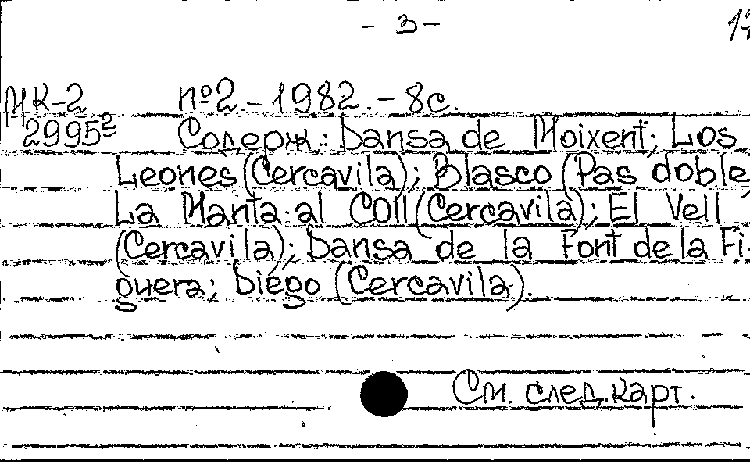 - 3 -
МК-2 nº2.-1982.-8с.
2995² Содерж: Dansa de Moixent; Los
Leones (Cercavila); Blasco (Pas doble,
La Manta al Coll (Cercavila); El Vell
(Cercavila); Dansa de la Font de la Fi-
guera; Diego (Cercavila).
См. след. карт.